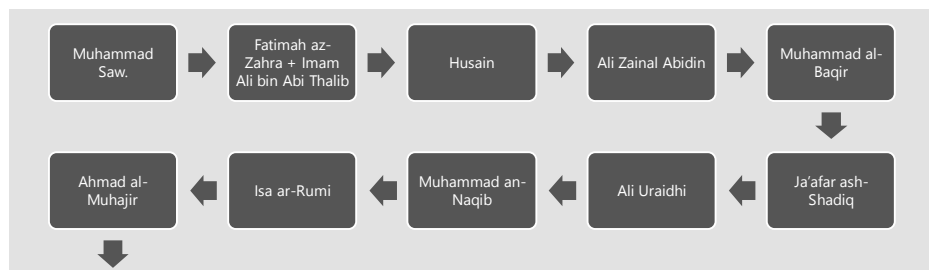 Muhammad
Saw.
Fatimah az-
Zahra + Imam
Ali bin Abi Thalib
Husain
Ali Zainal Abidin
Muhammad al-
Baqir
Ja'afar ash-
Shadiq
Ali Uraidhi
Muhammad an-
Naqib
Isa ar-Rumi
Ahmad al-
Muhajir